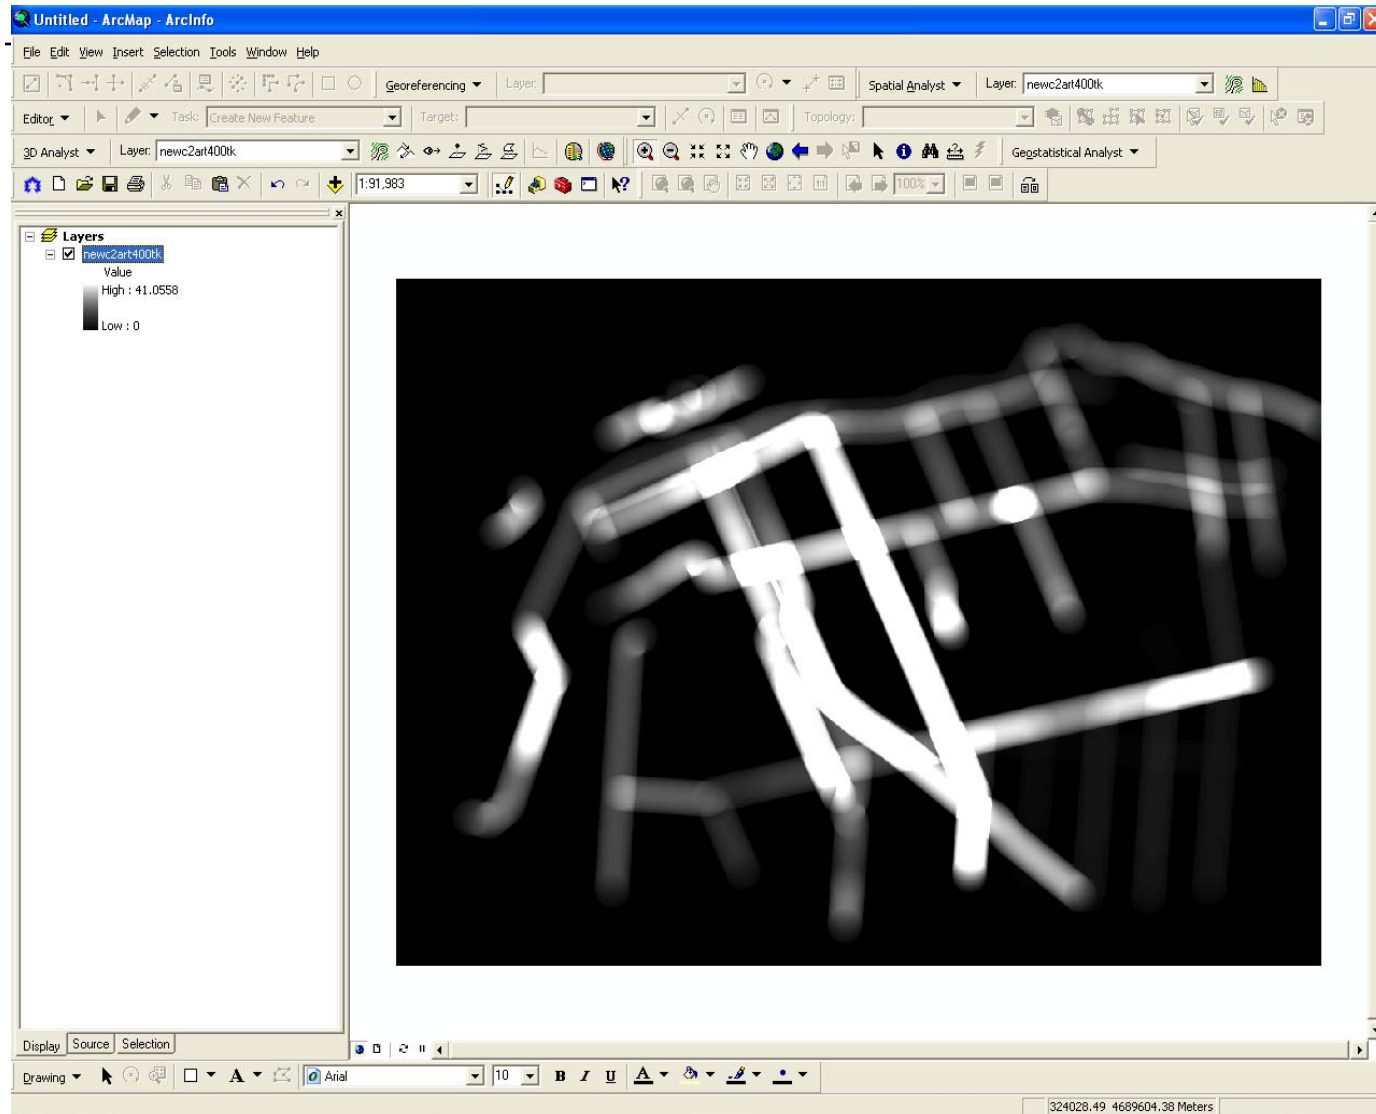 Untitled - ArcMap - ArcInfo
File Edit View Insert Selection Tools Window Help
Georeferencing Layer: Spatial Analyst Layer: newc2art400tk
Editor Task: Create New Feature Target: Topology:
3D Analyst Layer: newc2art400tk Geostatistical Analyst
1:91,983 100%
Layers
newc2art400tk
Value
High : 41.0558
Low : 0
Display Source Selection
Drawing A Arial 10 B I U A
324028.49 4689604.38 Meters